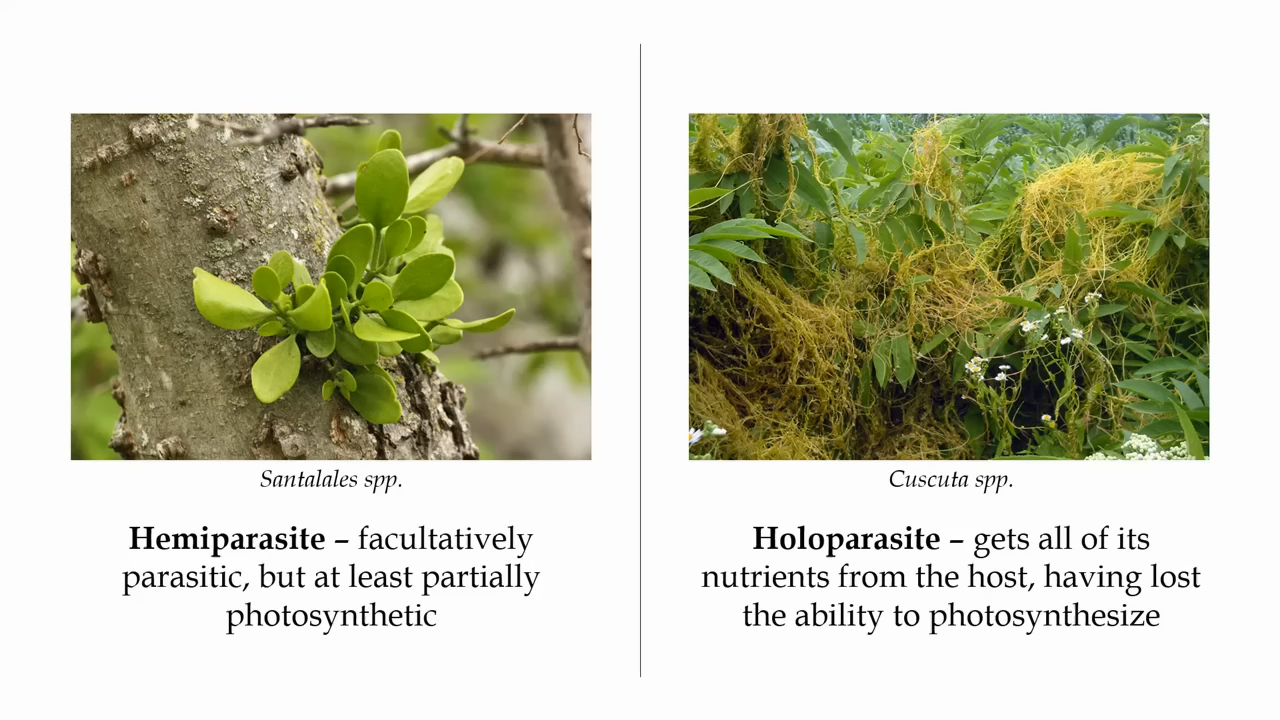 Santalales spp.
Hemiparasite – facultatively
parasitic, but at least partially
photosynthetic
Cuscuta spp.
Holoparasite – gets all of its
nutrients from the host, having lost
the ability to photosynthesize